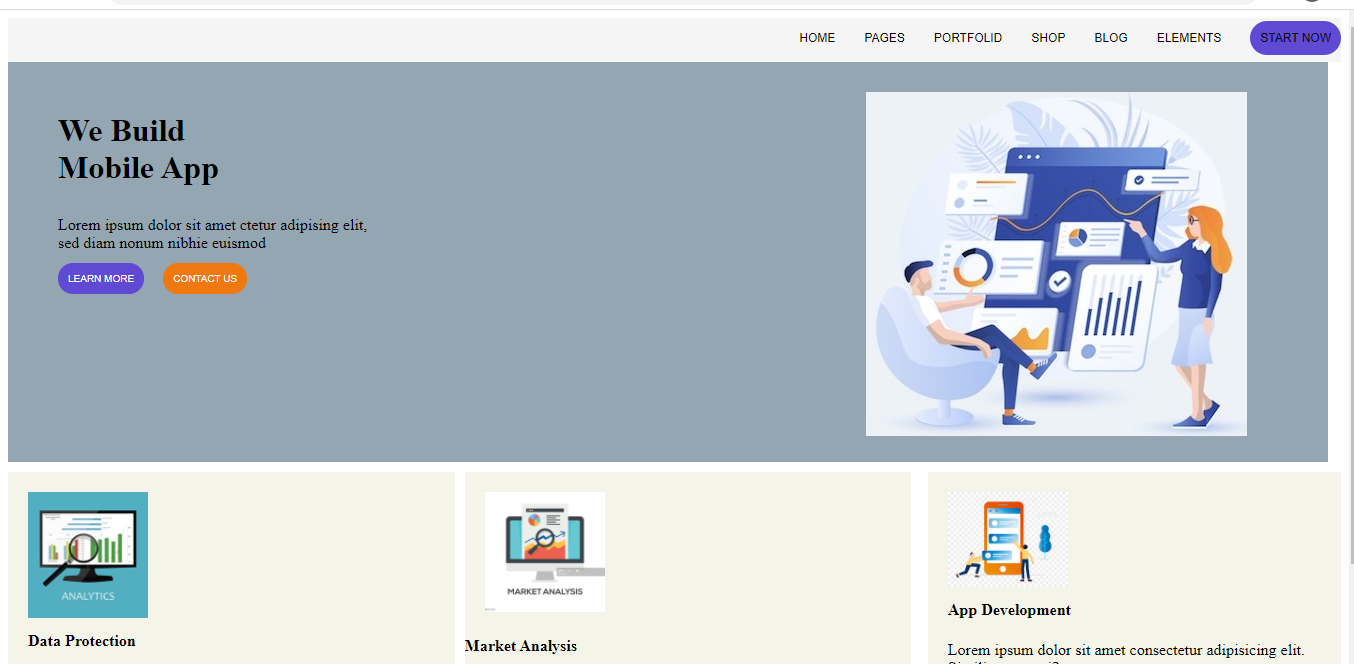 HOME PAGES PORTFOLID SHOP BLOG ELEMENTS START NOW
We Build
Mobile App
Lorem ipsum dolor sit amet ctetur adipising elit,
sed diam nonum nibhie euismod
LEARN MORE CONTACT US
ANALYTICS
Data Protection
MARKET ANALYSIS
Market Analysis
App Development
Lorem ipsum dolor sit amet consectetur adipisicing elit.